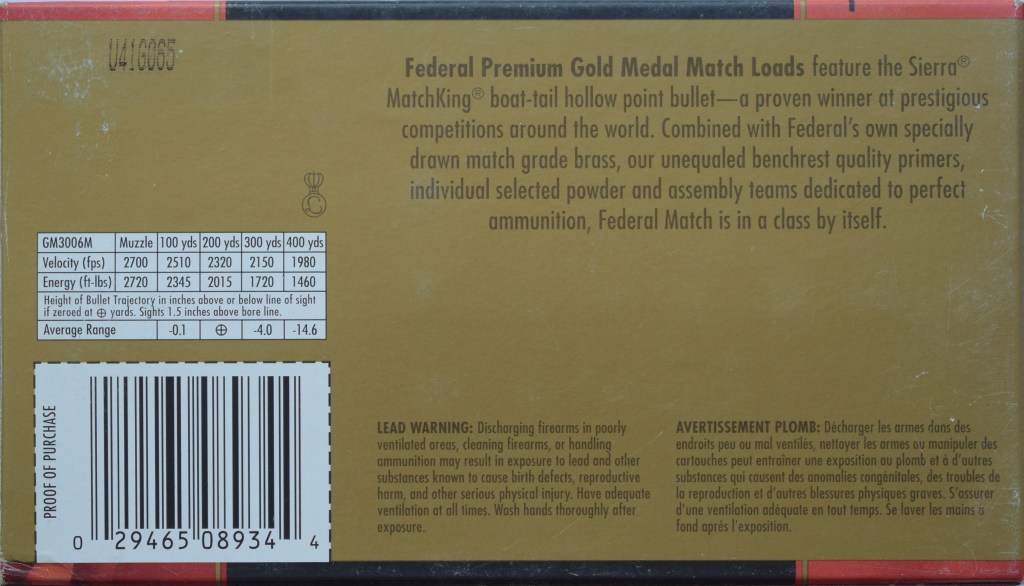 U41G065
Federal Premium Gold Medal Match Loads feature the Sierra®
MatchKing® boat-tail hollow point bullet—a proven winner at prestigious
competitions around the world. Combined with Federal's own specially
drawn match grade brass, our unequaled benchrest quality primers,
individual selected powder and assembly teams dedicated to perfect
ammunition, Federal Match is in a class by itself.
C
GM3006M Muzzle 100 yds 200 yds 300 yds 400 yds
Velocity (fps) 2700 2510 2320 2150 1980
Energy (ft-lbs) 2720 2345 2015 1720 1460
Height of Bullet Trajectory in inches above or below line of sight
if zeroed at ⊕ yards. Sights 1.5 inches above bore line.
Average Range -0.1 ⊕ -4.0 -14.6
PROOF OF PURCHASE
0 29465 08934 4
LEAD WARNING: Discharging firearms in poorly
ventilated areas, cleaning firearms, or handling
ammunition may result in exposure to lead and other
substances known to cause birth defects, reproductive
harm, and other serious physical injury. Have adequate
ventilation at all times. Wash hands thoroughly after
exposure.
AVERTISSEMENT PLOMB: Décharger les armes dans des
endroits peu ou mal ventilés, nettoyer les armes ou manipuler des
cartouches peut entraîner une exposition au plomb et à d'autres
substances qui causent des anomalies congénitales, des troubles de
la reproduction et d'autres blessures physiques graves. S'assurer
d'une ventilation adéquate en tout temps. Se laver les mains à
fond après l'exposition.